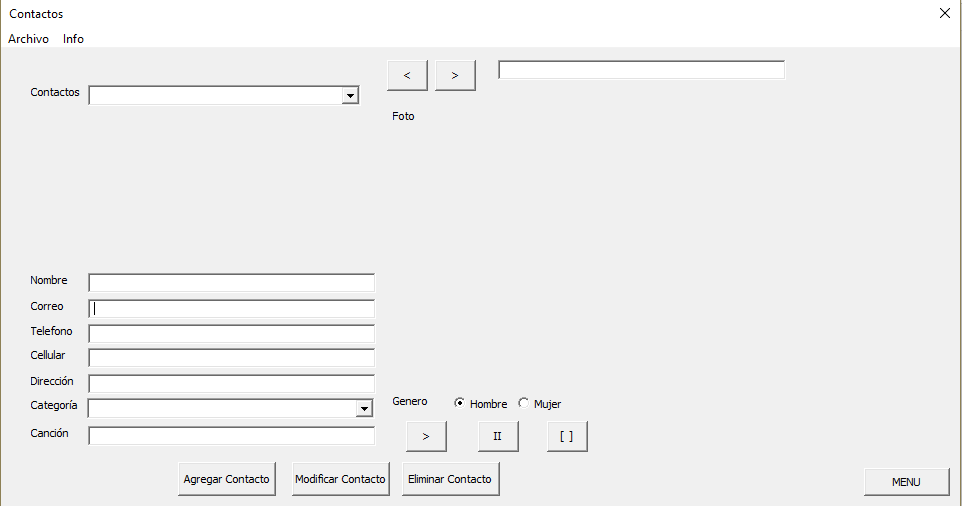 Contactos
Archivo Info
< >
Contactos
Foto
Nombre
Correo
Telefono
Cellular
Dirección
Categoría
Genero Hombre Mujer
Canción
> II [ ]
Agregar Contacto Modificar Contacto Eliminar Contacto MENU